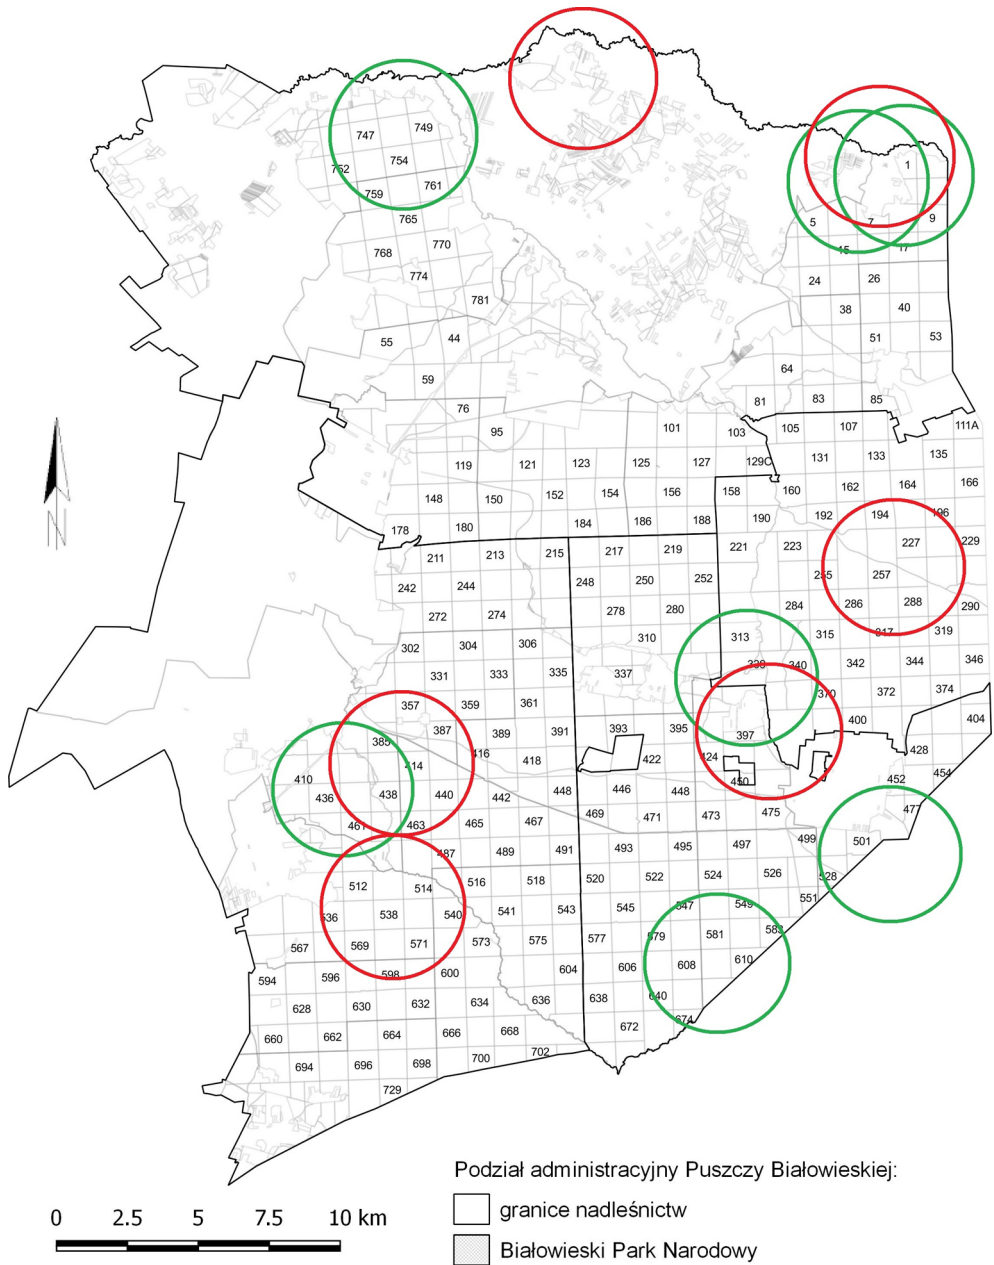 747 749
752 754
759 761
765
768 770
774
781
55 44
59
76
1
5 7 9
15 17
24 26
38 40
51 53
64
81 83 85
95 101 103 105 107 111A
119 121 123 125 127 129C 131 133 135
148 150 152 154 156 158 160 162 164 166
178 180 184 186 188 190 192 194 196
211 213 215 217 219 221 223 227 229
242 244 248 250 252 255 257
272 274 278 280 284 286 288 290
302 304 306 310 313 315 317 319
331 333 335 337 339 340 342 344 346
357 359 361 370 372 374
385 387 389 391 393 395 397 400 404
414 416 418 422 424 428
410 436 438 440 442 448 446 448 450 452 454
461 463 465 467 469 471 473 475 477
487 489 491 493 495 497 499 501
512 514 516 518 520 522 524 526 528
536 538 540 541 543 545 547 549 551
567 569 571 573 575 577 579 581 583
594 596 598 600 604 606 608 610
628 630 632 634 636 638 640
660 662 664 666 668 672 674
694 696 698 700 702
729
N
Podział administracyjny Puszczy Białowieskiej:
granice nadleśnictw
Białowieski Park Narodowy
0 2.5 5 7.5 10 km